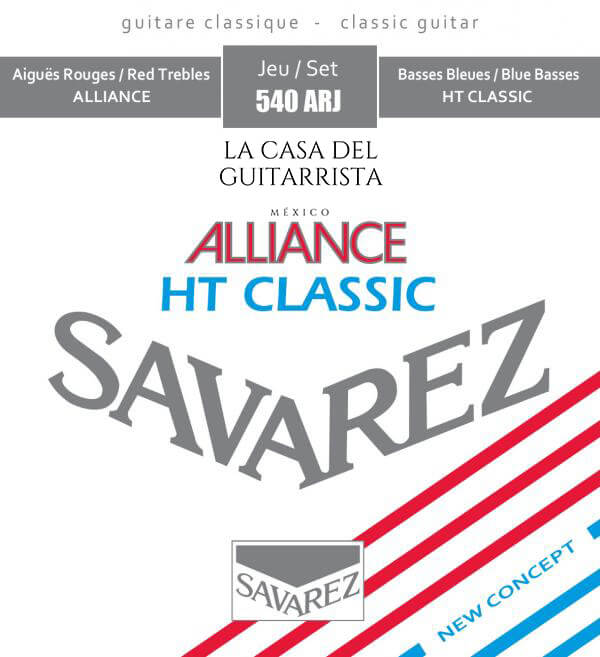 guitare classique - classic guitar
Aiguës Rouges / Red Trebles
ALLIANCE
Jeu / Set
540 ARJ
Basses Bleues / Blue Basses
HT CLASSIC
LA CASA DEL
GUITARRISTA
MÉXICO
ALLIANCE
HT CLASSIC
SAVAREZ
SAVAREZ
NEW CONCEPT